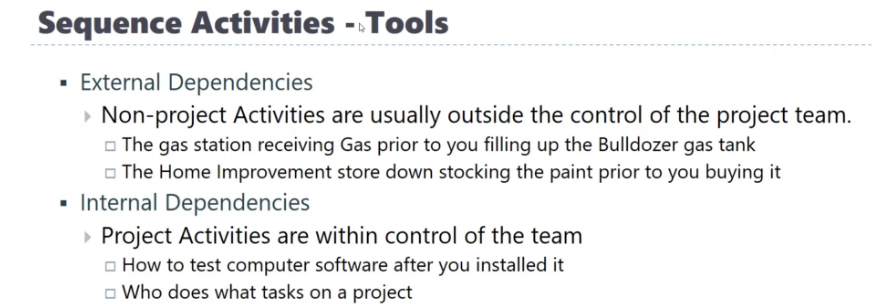 Sequence Activities - Tools
External Dependencies
Non-project Activities are usually outside the control of the project team.
The gas station receiving Gas prior to you filling up the Bulldozer gas tank
The Home Improvement store down stocking the paint prior to you buying it
Internal Dependencies
Project Activities are within control of the team
How to test computer software after you installed it
Who does what tasks on a project